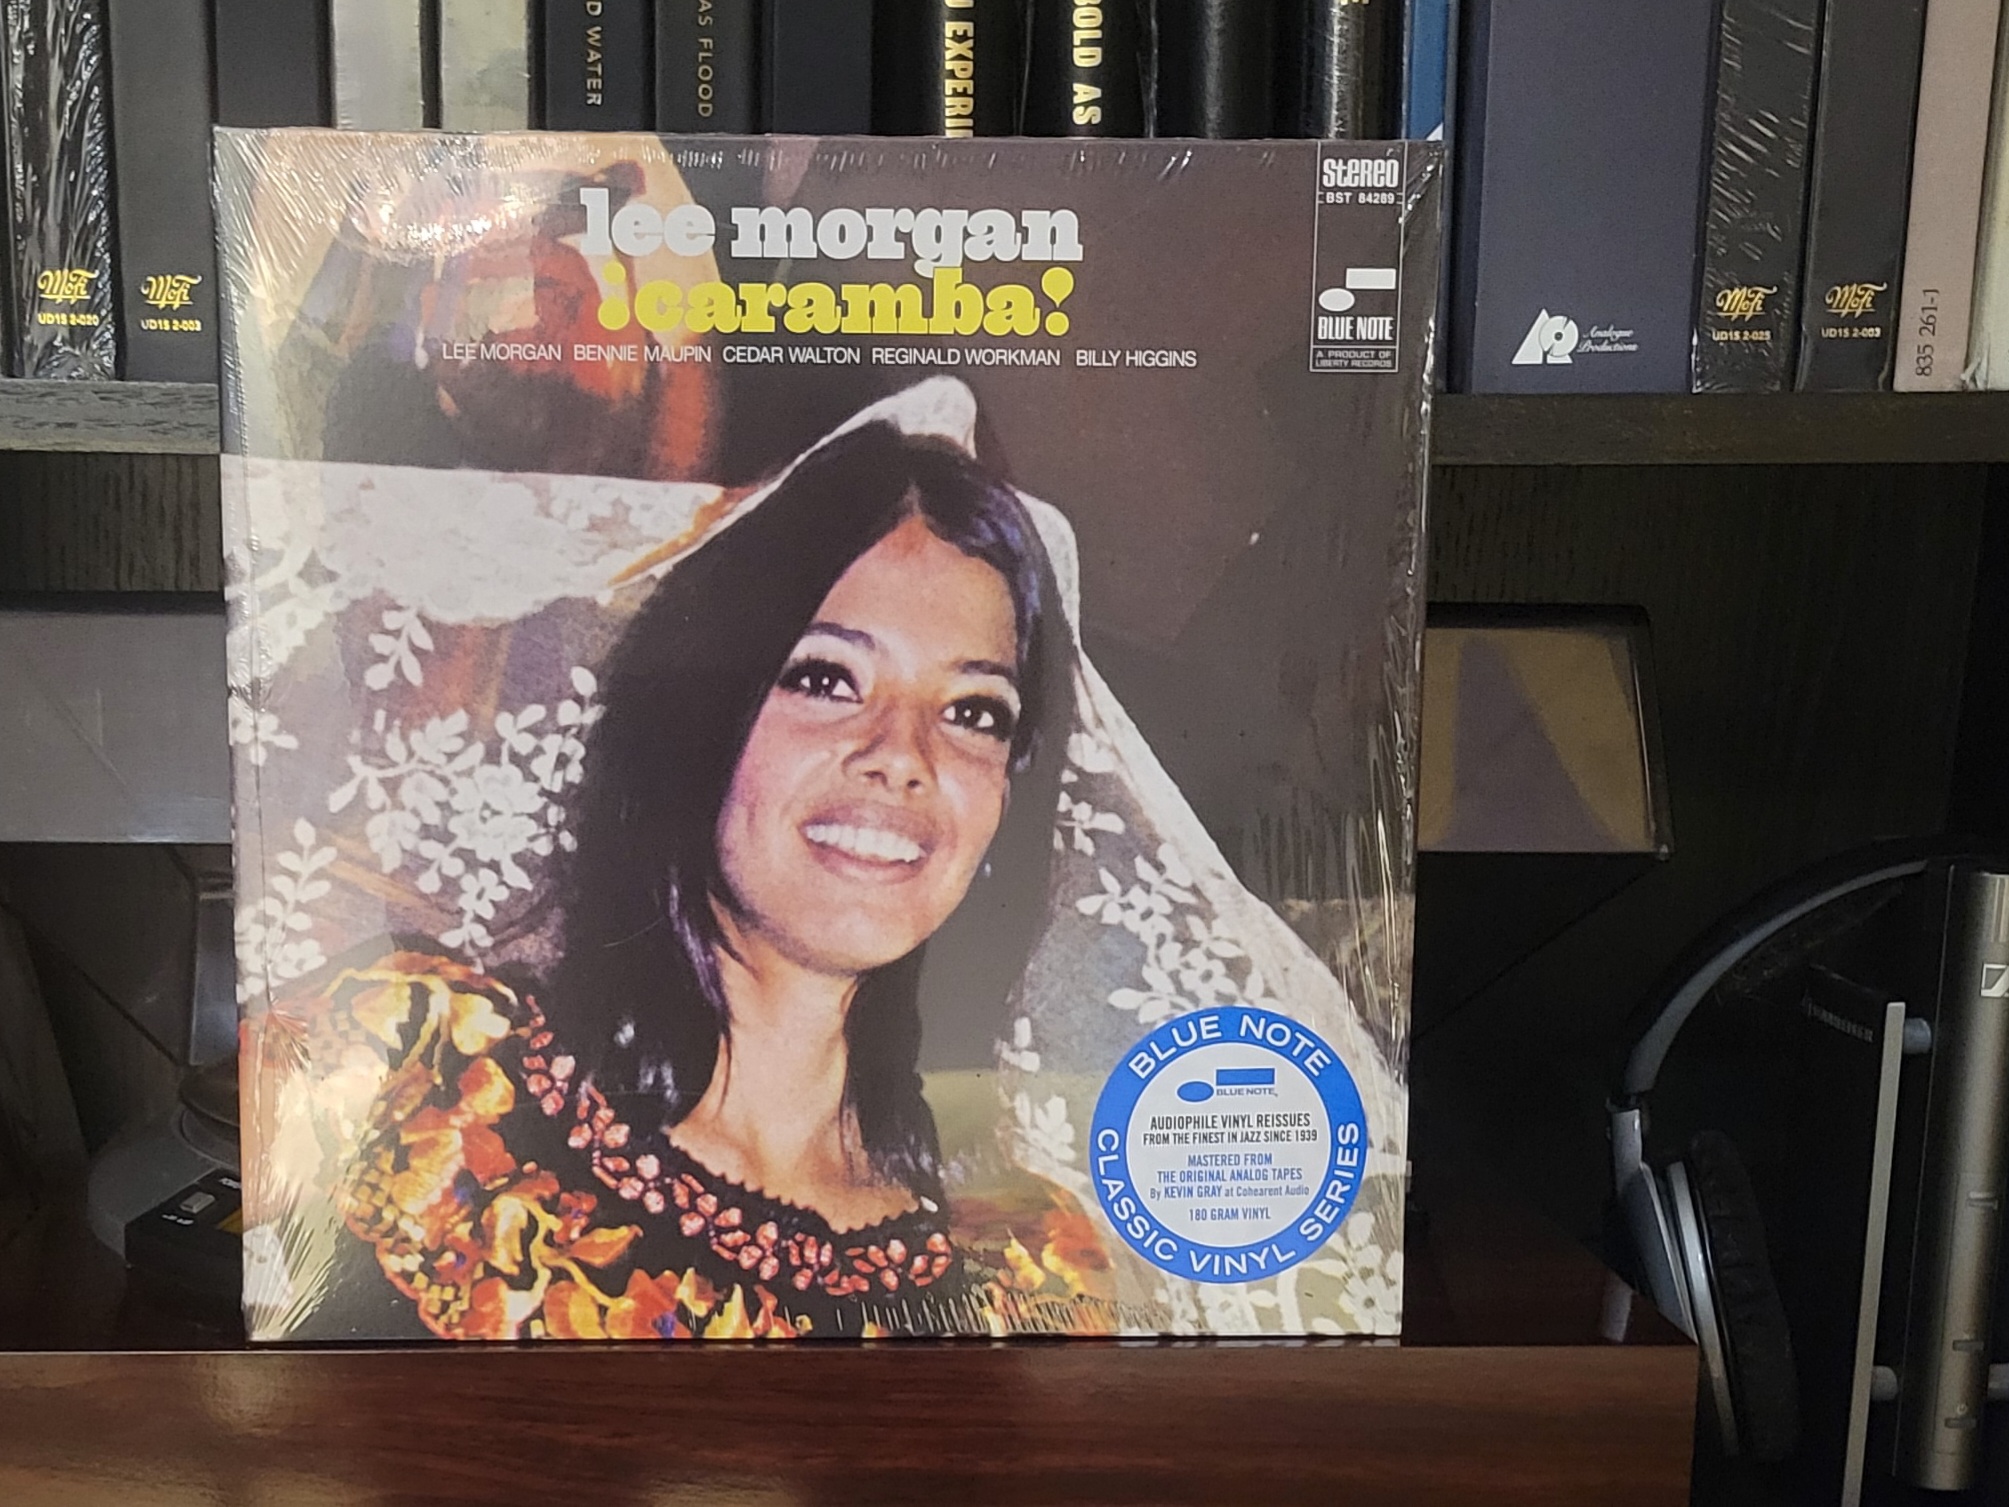 D WATER
AS FLOOD
EXPERI
BOLD AS
MoFi
UD1S 2-020
MoFi
UD1S 2-003
lee morgan
¡caramba!
LEE MORGAN BENNIE MAUPIN CEDAR WALTON REGINALD WORKMAN BILLY HIGGINS
STEREO
BST 84289
BLUE NOTE
A PRODUCT OF
LIBERTY RECORDS
Analogue
Productions
MoFi
UD1S 2-025
MoFi
UD1S 2-003
835 261-1
BLUE NOTE
BLUE NOTE
AUDIOPHILE VINYL REISSUES
FROM THE FINEST IN JAZZ SINCE 1939
MASTERED FROM
THE ORIGINAL ANALOG TAPES
By KEVIN GRAY at Cohearent Audio
180 GRAM VINYL
CLASSIC VINYL SERIES